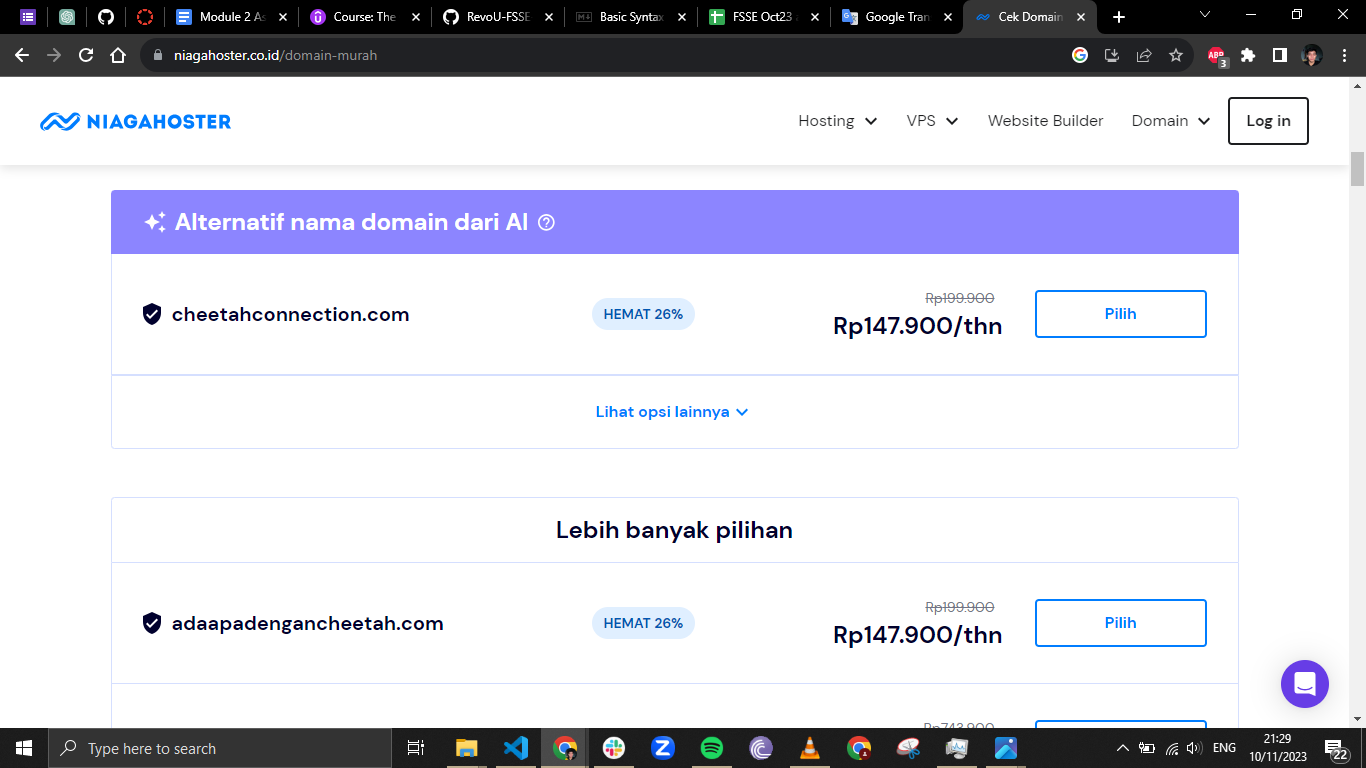 Module 2 As
Course: The
RevoU-FSSE
Basic Syntax
FSSE Oct23
Google Tran
Cek Domain
niagahoster.co.id/domain-murah
ABP
3
NIAGAHOSTER
Hosting
VPS
Website Builder
Domain
Log in
Alternatif nama domain dari AI
cheetahconnection.com
HEMAT 26%
Rp199.900
Rp147.900/thn
Pilih
Lihat opsi lainnya
Lebih banyak pilihan
adaapadengancheetah.com
HEMAT 26%
Rp199.900
Rp147.900/thn
Pilih
Rp743.900
Type here to search
ENG
21:29
10/11/2023
22